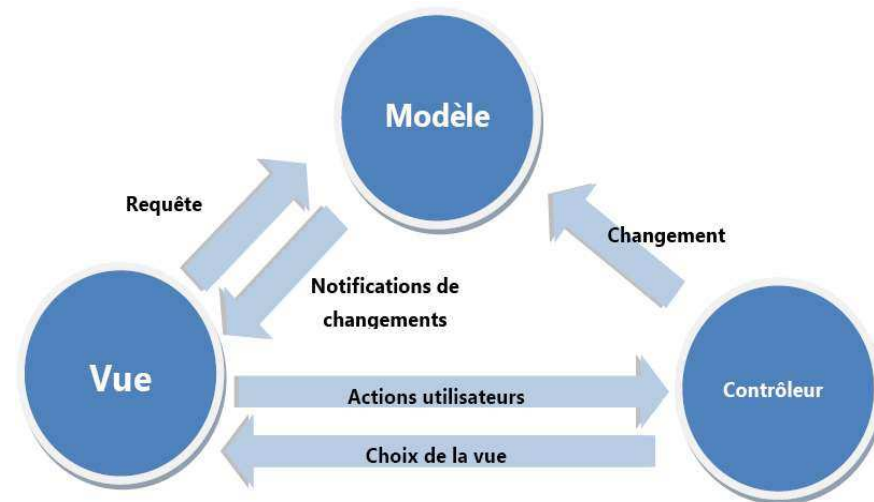 Modèle
Requête
Changement
Notifications de
changements
Vue
Contrôleur
Actions utilisateurs
Choix de la vue